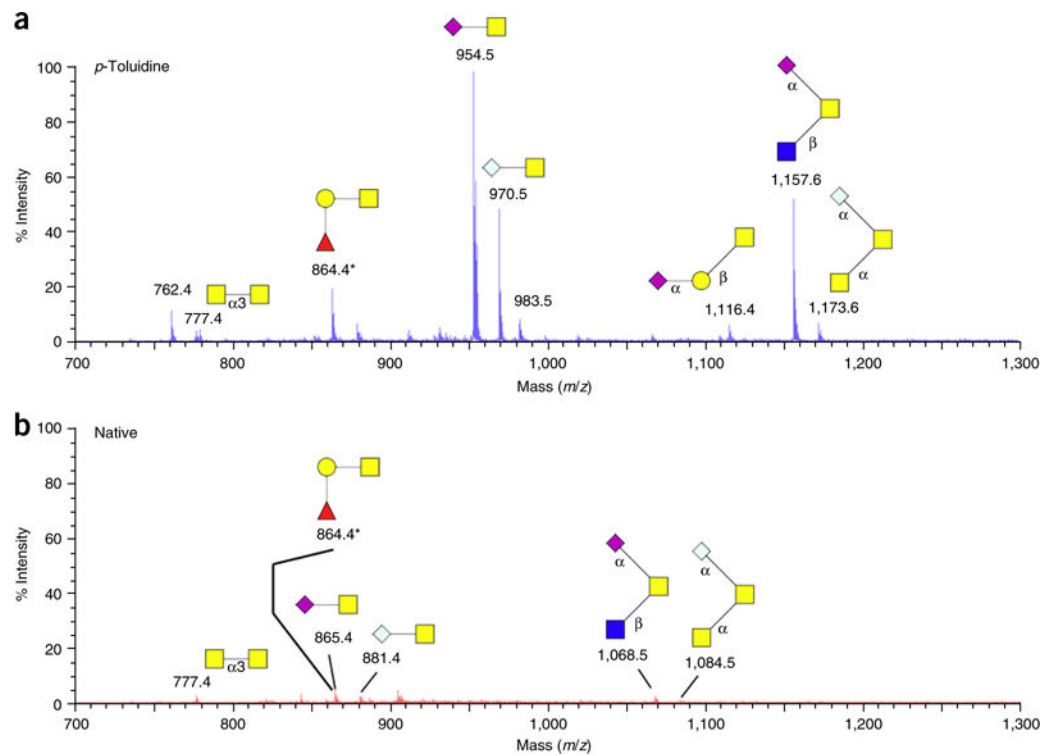 a
p-Toluidine
954.5
α
β
1,157.6
970.5
α
α
864.4*
α
β
1,116.4
1,173.6
762.4
α3
777.4
983.5
% Intensity
100
80
60
40
20
0
700
800
900
1,000
1,100
1,200
1,300
Mass (m/z)
b
Native
864.4*
α
β
1,068.5
α
α
1,084.5
865.4
881.4
α3
777.4
% Intensity
100
80
60
40
20
0
700
800
900
1,000
1,100
1,200
1,300
Mass (m/z)